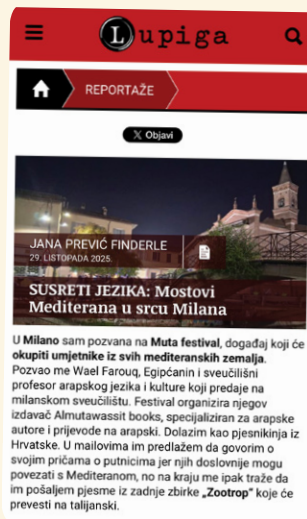 Lupiga
REPORTAŽE
X Objavi
JANA PREVIĆ FINDERLE
29. LISTOPADA 2025.
SUSRETI JEZIKA: Mostovi
Mediterana u srcu Milana
U Milano sam pozvana na Muta festival, događaj koji će
okupiti umjetnike iz svih mediteranskih zemalja.
Pozvao me Wael Farouq, Egipćanin i sveučilišni
profesor arapskog jezika i kulture koji predaje na
milanskom sveučilištu. Festival organizira njegov
izdavač Almutawassit books, specijaliziran za arapske
autore i prijevode na arapski. Dolazim kao pjesnikinja iz
Hrvatske. U mailovima im predlažem da govorim o
svojim pričama o putnicima jer njih doslovnije mogu
povezati s Mediteranom, no na kraju me ipak traže da
im pošaljem pjesme iz zadnje zbirke „Zootrop" koje će
prevesti na talijanski.